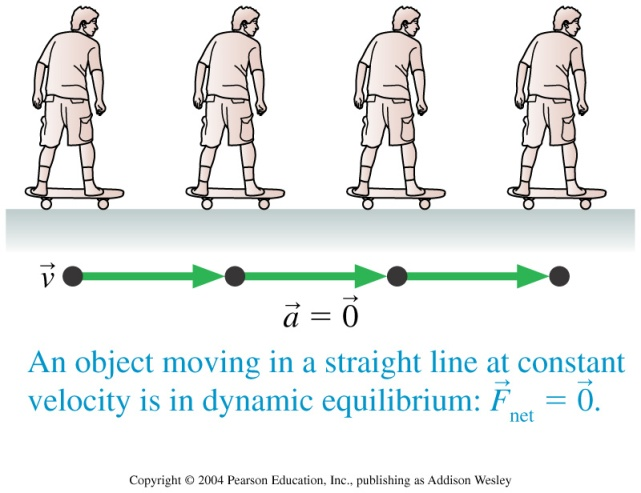 v⃗
a⃗ = 0⃗
An object moving in a straight line at constant
velocity is in dynamic equilibrium: F⃗net = 0⃗.
Copyright © 2004 Pearson Education, Inc., publishing as Addison Wesley